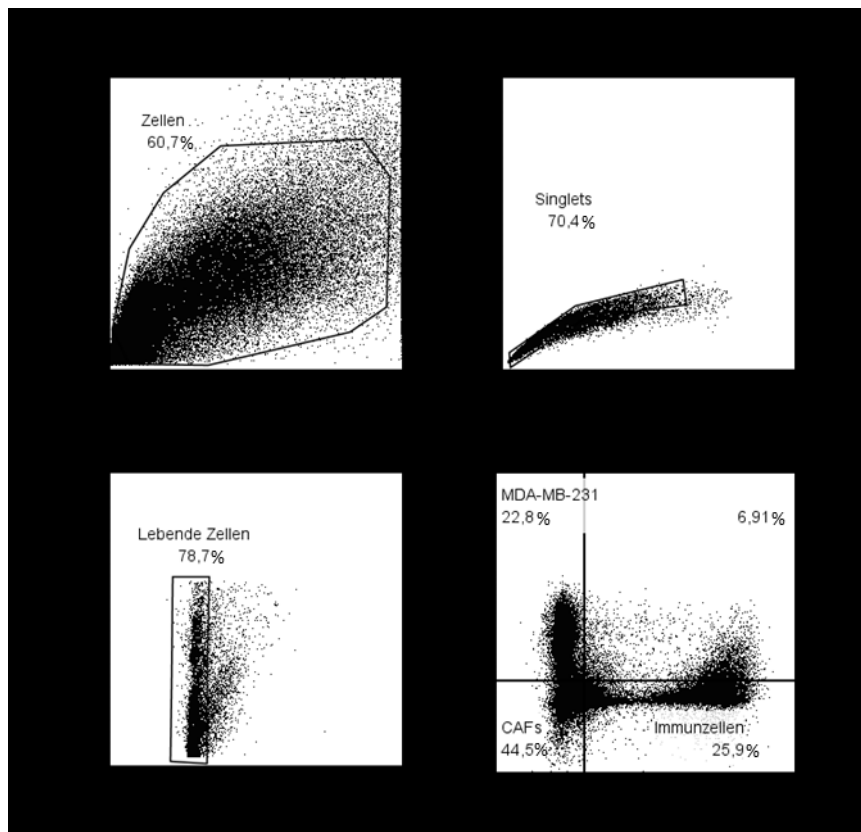 Zellen
60,7%
Singlets
70,4%
Lebende Zellen
78,7%
MDA-MB-231
22,8%
6,91%
CAFs
44,5%
Immunzellen
25,9%